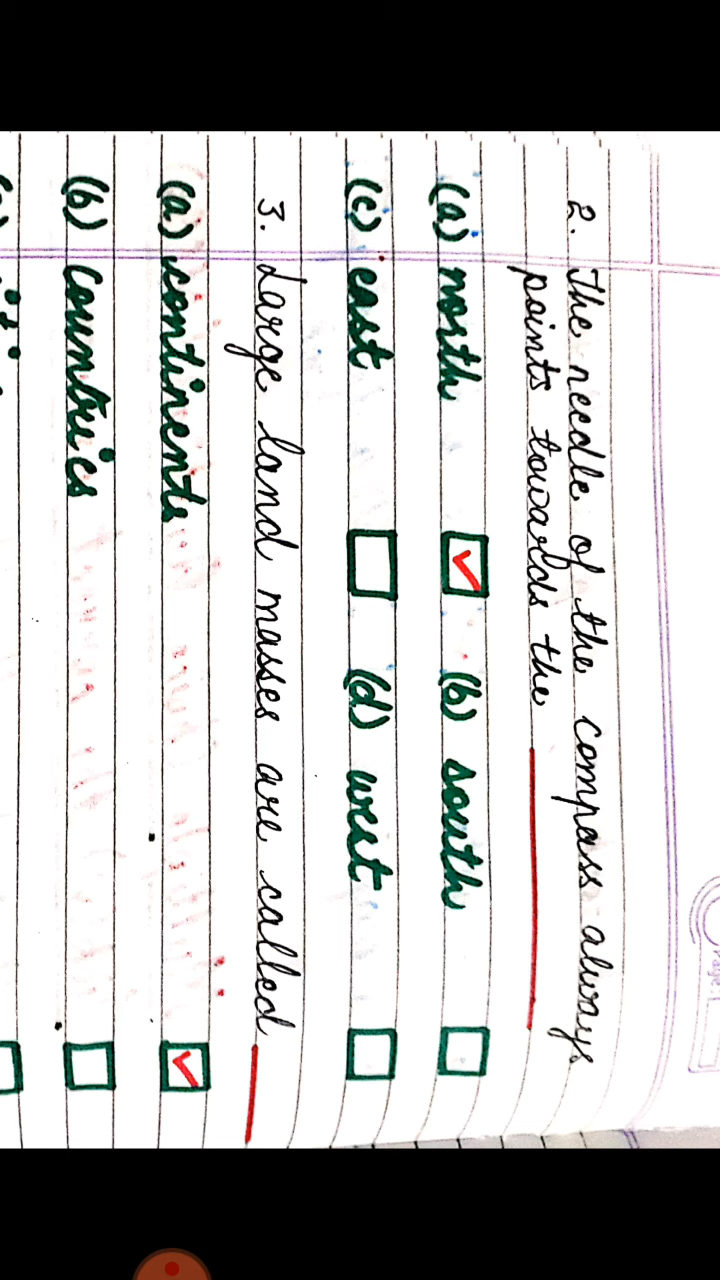 2. The needle of the compass always
points towards the
(a) north ✓ (b) south
(c) east (d) west
3. Large land masses are called
(a) continents ✓
(b) countries